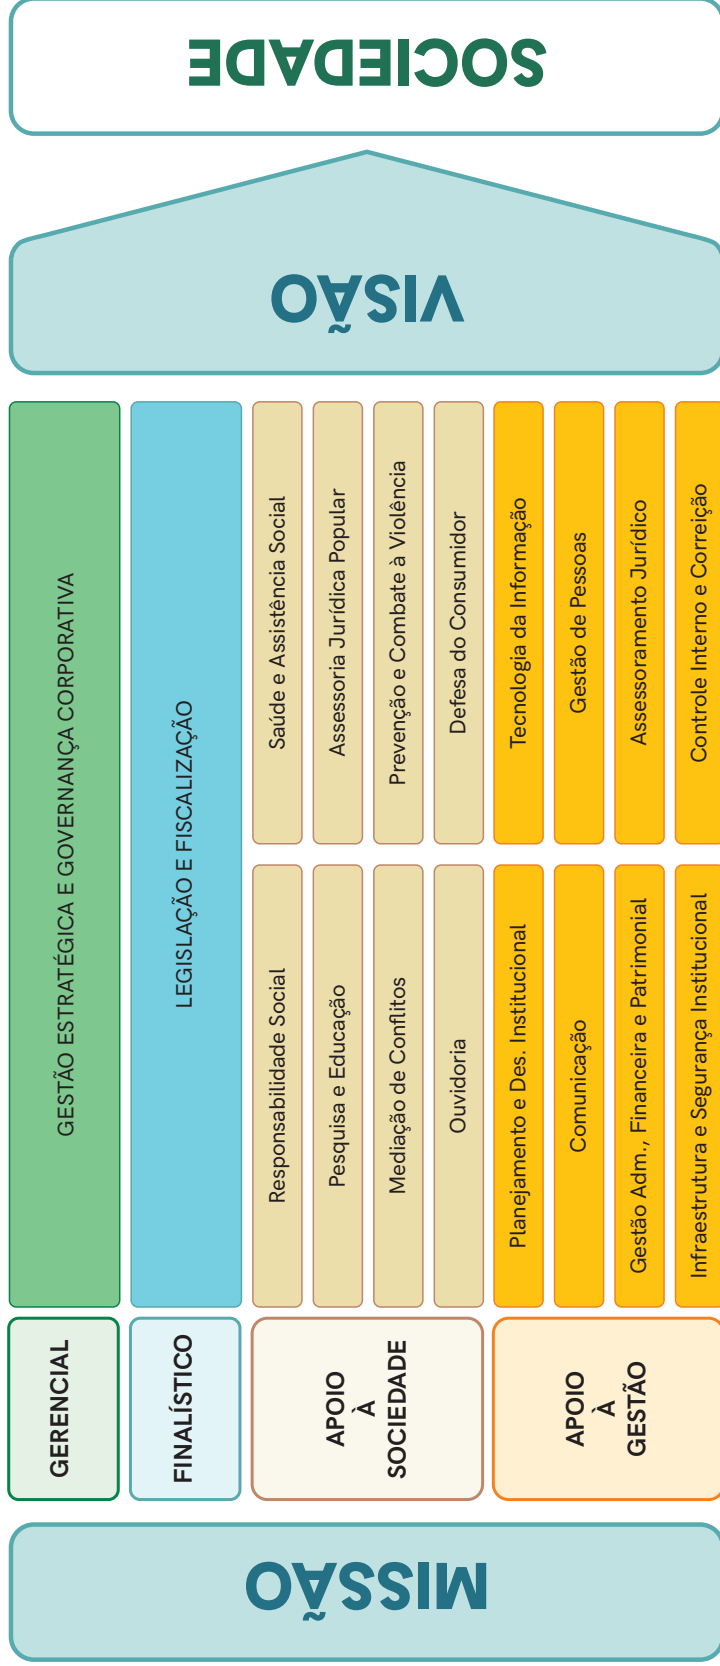 MISSÃO
GERENCIAL
GESTÃO ESTRATÉGICA E GOVERNANÇA CORPORATIVA
FINALÍSTICO
LEGISLAÇÃO E FISCALIZAÇÃO
APOIO
À
SOCIEDADE
Responsabilidade Social
Saúde e Assistência Social
Pesquisa e Educação
Assessoria Jurídica Popular
Mediação de Conflitos
Prevenção e Combate à Violência
Ouvidoria
Defesa do Consumidor
APOIO
À
GESTÃO
Planejamento e Des. Institucional
Tecnologia da Informação
Comunicação
Gestão de Pessoas
Gestão Adm., Financeira e Patrimonial
Assessoramento Jurídico
Infraestrutura e Segurança Institucional
Controle Interno e Correição
VISÃO
SOCIEDADE